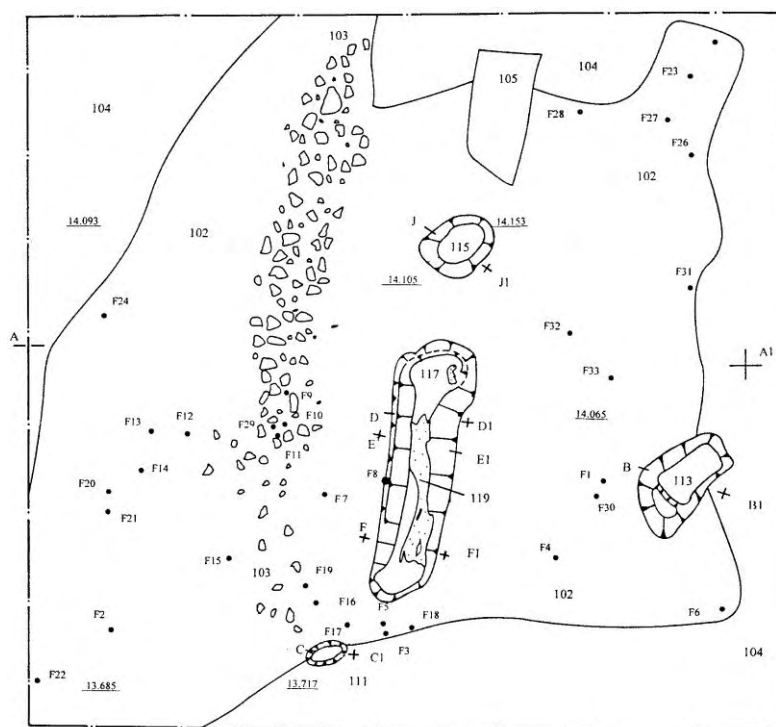 103
104
105
104
F23
F28
F27
F26
102
14.093
102
J
14.153
115
14.105
J1
F31
F24
F32
A
A1
117
F33
F9
D
D1
14.065
F13
F12
F29
F10
E
F11
E1
F14
F8
F1
B
113
F20
F7
119
B1
F21
F30
F
F15
F1
F4
103
F19
102
F16
F5
F6
F2
F17
F18
F3
C
C1
104
F22
13.685
13.717
111